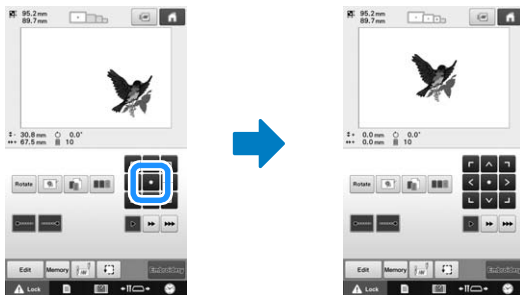 95.2 mm
89.7 mm
- 30.8 mm 0.0°
+ 67.5 mm 10
Rotate
Edit Memory Embroidery
Lock
95.2 mm
89.7 mm
+ 0.0 mm 0.0°
+ 0.0 mm 10
Rotate
Edit Memory Embroidery
Lock